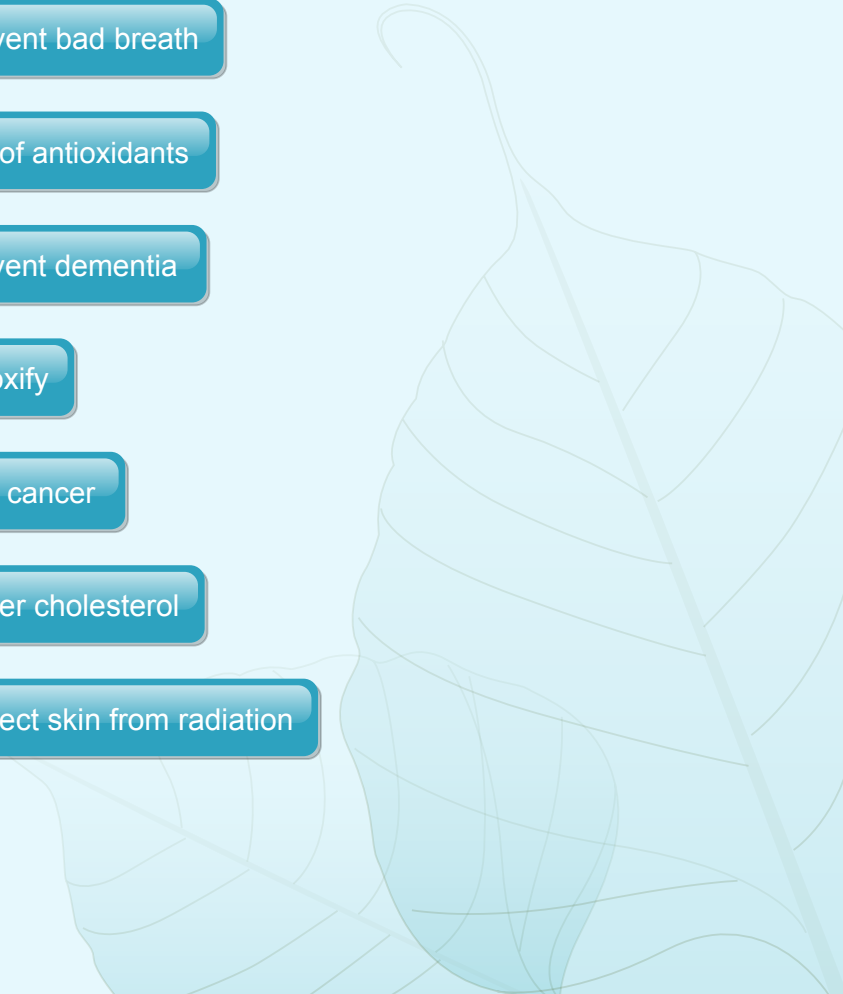 vent bad breath
of antioxidants
vent dementia
oxify
cancer
er cholesterol
ect skin from radiation